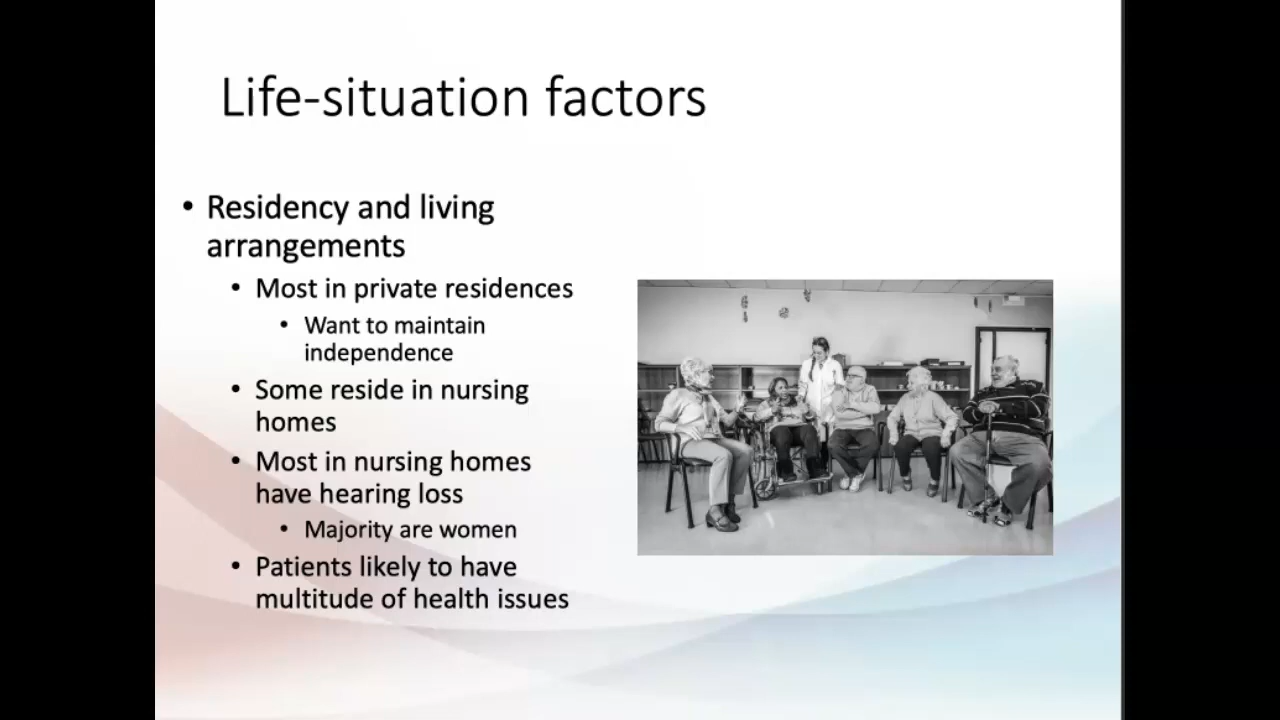 Life-situation factors
• Residency and living
arrangements
• Most in private residences
• Want to maintain
independence
• Some reside in nursing
homes
• Most in nursing homes
have hearing loss
• Majority are women
• Patients likely to have
multitude of health issues